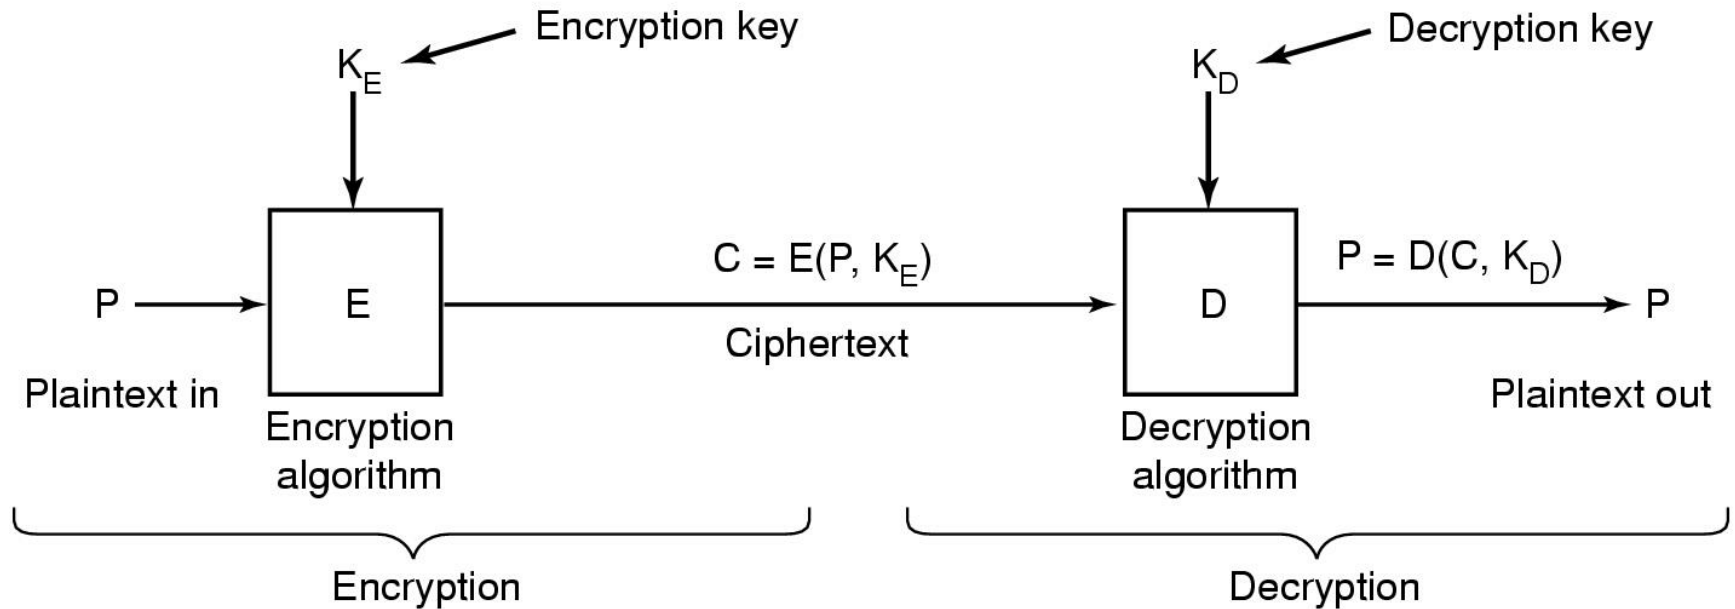 Encryption key
Decryption key
K_E
K_D
C = E(P, K_E)
P = D(C, K_D)
P
E
D
P
Ciphertext
Plaintext in
Plaintext out
Encryption
algorithm
Decryption
algorithm
Encryption
Decryption